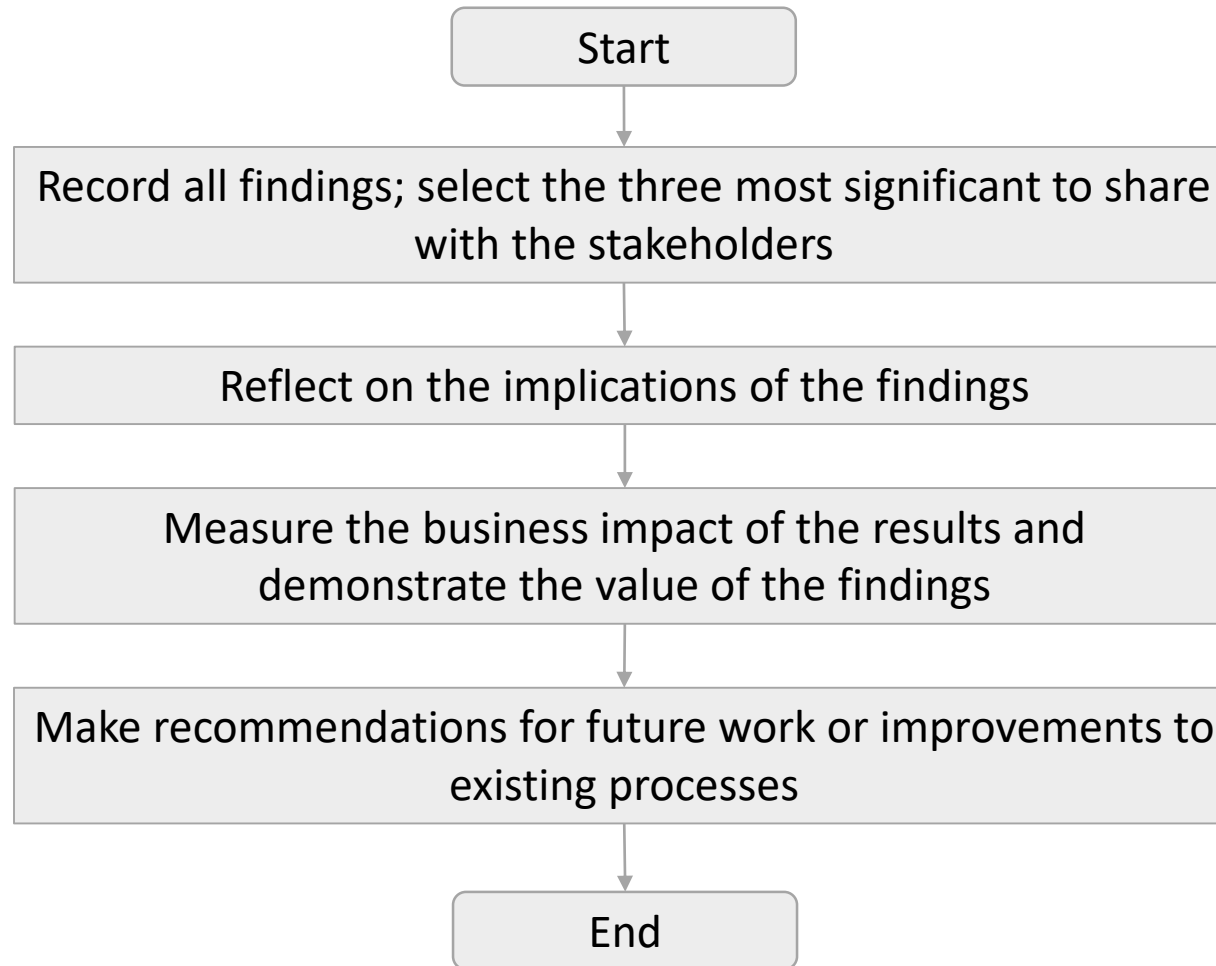 Start
Record all findings; select the three most significant to share
with the stakeholders
Reflect on the implications of the findings
Measure the business impact of the results and
demonstrate the value of the findings
Make recommendations for future work or improvements to
existing processes
End